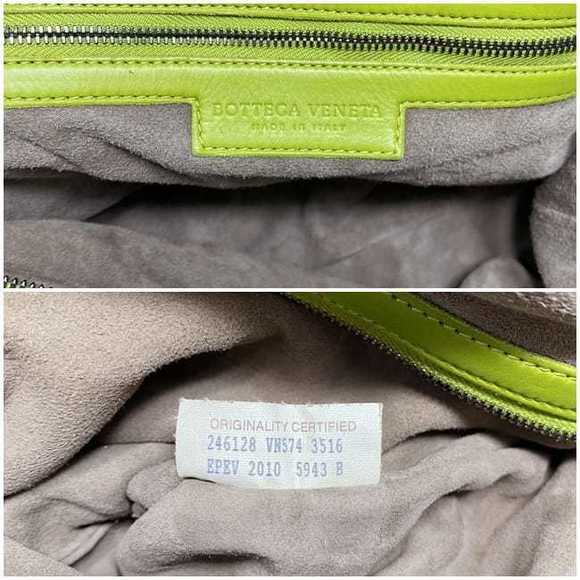 BOTTEGA VENETA
MADE IN ITALY
ORIGINALITY CERTIFIED
246128 VN574 3516
EPEV 2010 5943 B